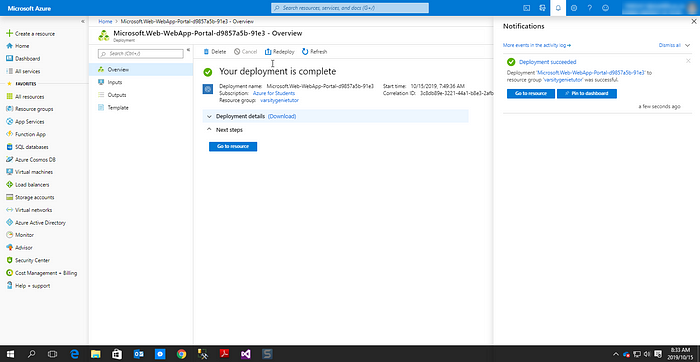 Microsoft Azure
Search resources, services, and docs (G+/)
Create a resource
Home
Dashboard
All services
FAVORITES
All resources
Resource groups
App Services
Function App
SQL databases
Azure Cosmos DB
Virtual machines
Load balancers
Storage accounts
Virtual networks
Azure Active Directory
Monitor
Advisor
Security Center
Cost Management + Billing
Help + support
Home > Microsoft.Web-WebApp-Portal-d9857a5b-91e3 - Overview
Microsoft.Web-WebApp-Portal-d9857a5b-91e3 - Overview
Deployment
Search (Ctrl+/)
Overview
Inputs
Outputs
Template
Delete Cancel Redeploy Refresh
Your deployment is complete
Deployment name: Microsoft.Web-WebApp-Portal-d9857a5b-91e3
Subscription: Azure for Students
Resource group: varsitygenietutor
Start time: 10/15/2019, 7:49:36 AM
Correlation ID: 3c8db89e-3221-44a1-b8e3-2afb
Deployment details (Download)
Next steps
Go to resource
Notifications
More events in the activity log → Dismiss all
Deployment succeeded
Deployment 'Microsoft.Web-WebApp-Portal-d9857a5b-91e3' to
resource group 'varsitygenietutor' was successful.
Go to resource Pin to dashboard
a few seconds ago
8:33 AM
2019/10/15